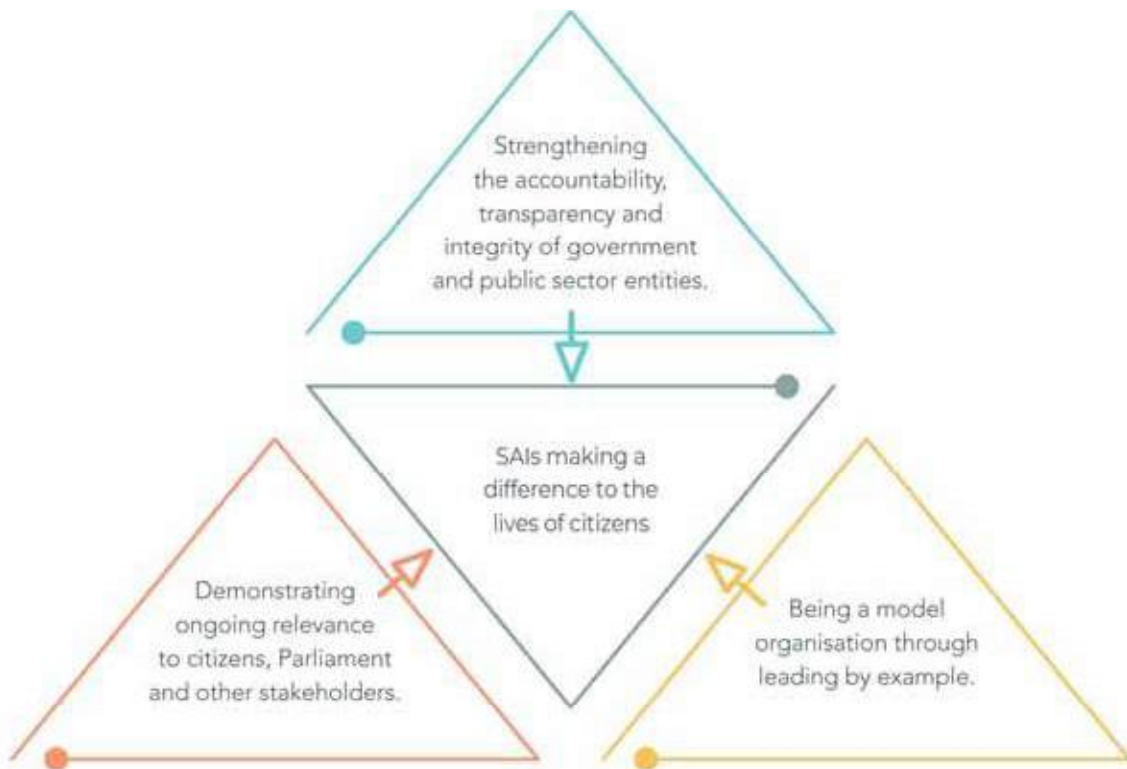 Strengthening
the accountability,
transparency and
integrity of government
and public sector entities.
SAIs making a
difference to the
lives of citizens
Demonstrating
ongoing relevance
to citizens, Parliament
and other stakeholders.
Being a model
organisation through
leading by example.